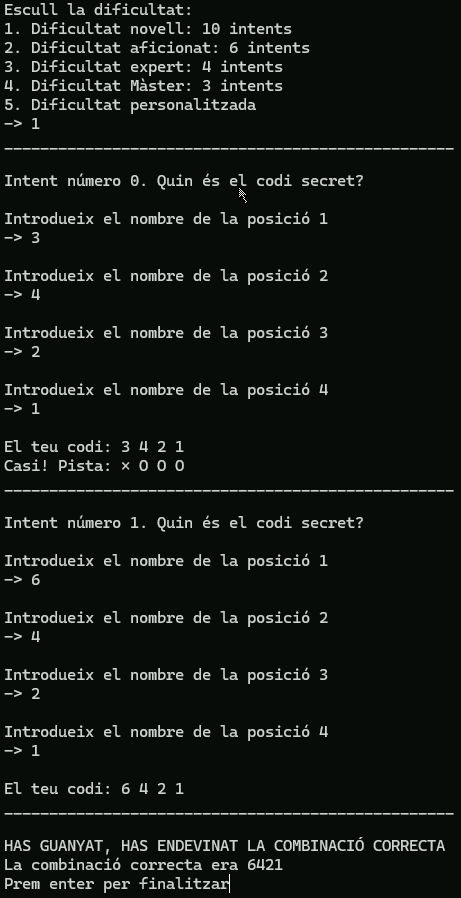 Escull la dificultat:
1. Dificultat novell: 10 intents
2. Dificultat aficionat: 6 intents
3. Dificultat expert: 4 intents
4. Dificultat Màster: 3 intents
5. Dificultat personalitzada
-> 1
--------------------------------------------------
Intent número 0. Quin és el codi secret?
Introdueix el nombre de la posició 1
-> 3
Introdueix el nombre de la posició 2
-> 4
Introdueix el nombre de la posició 3
-> 2
Introdueix el nombre de la posició 4
-> 1
El teu codi: 3 4 2 1
Casi! Pista: × O O O
--------------------------------------------------
Intent número 1. Quin és el codi secret?
Introdueix el nombre de la posició 1
-> 6
Introdueix el nombre de la posició 2
-> 4
Introdueix el nombre de la posició 3
-> 2
Introdueix el nombre de la posició 4
-> 1
El teu codi: 6 4 2 1
--------------------------------------------------
HAS GUANYAT, HAS ENDEVINAT LA COMBINACIÓ CORRECTA
La combinació correcta era 6421
Prem enter per finalitzar